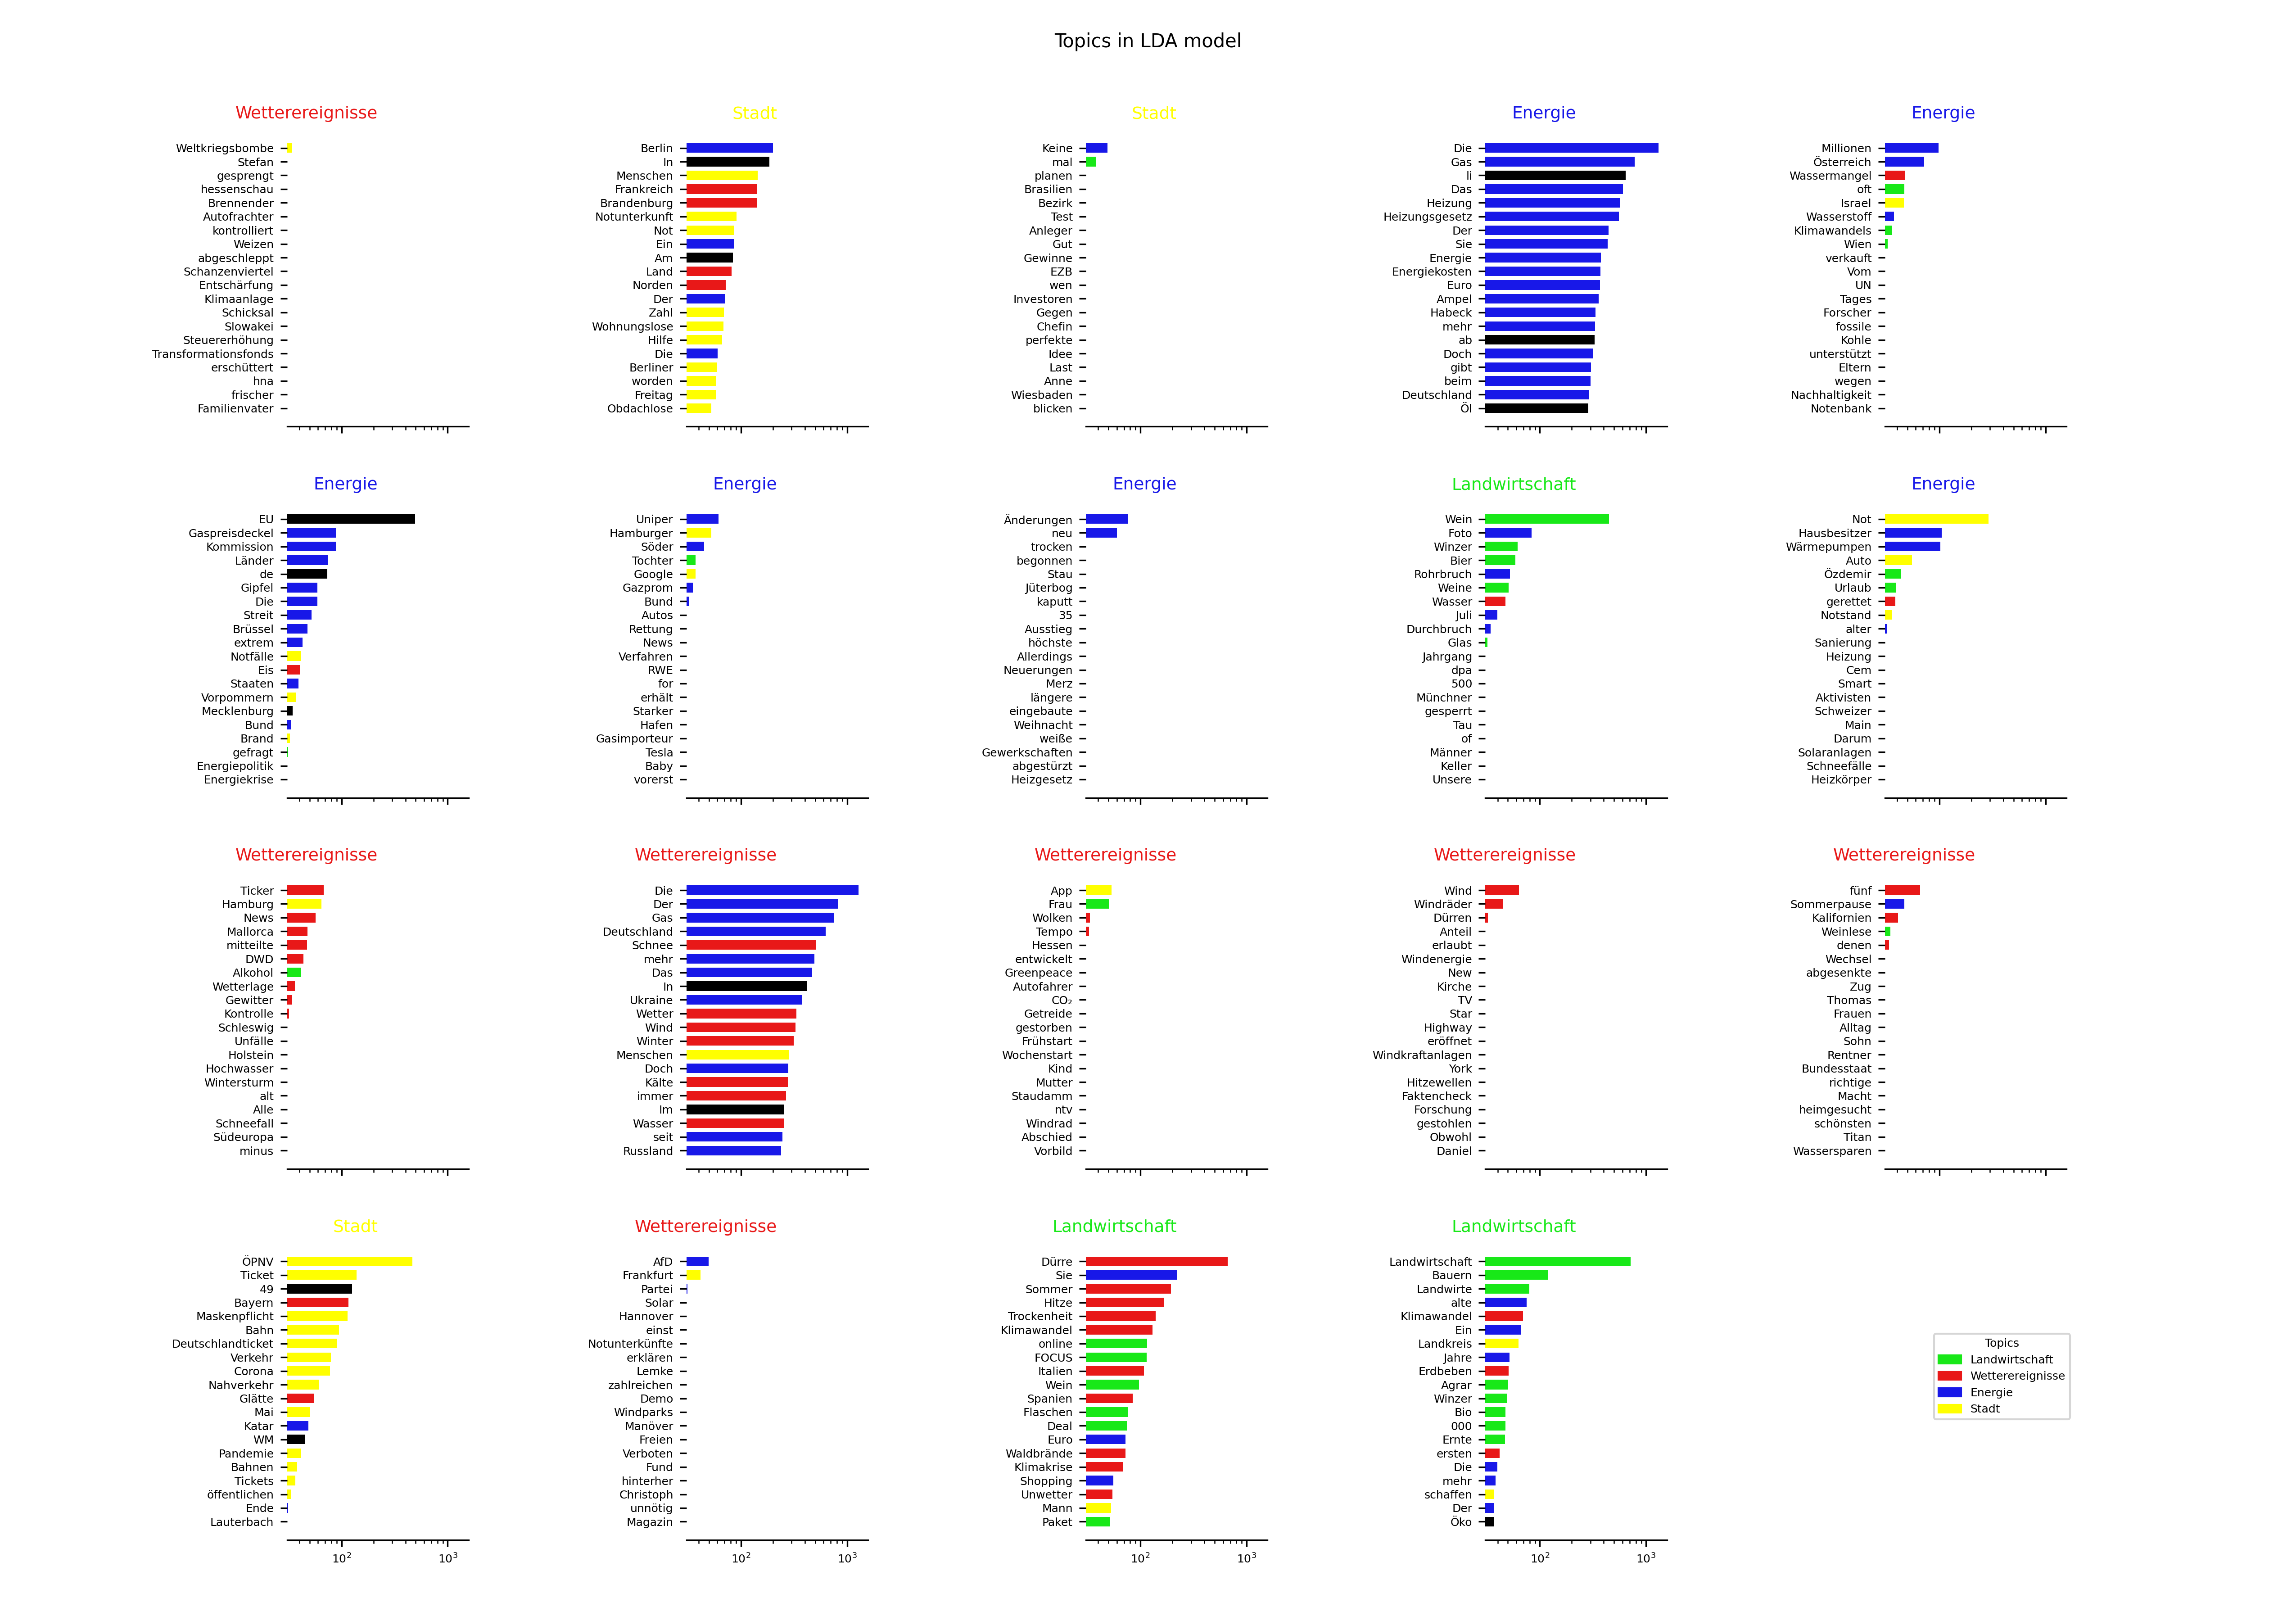 Topics in LDA model
Wetterereignisse
Weltkriegsbombe
Stefan
gesprengt
hessenschau
Brennender
Autofrachter
kontrolliert
Weizen
abgeschleppt
Schanzenviertel
Entschärfung
Klimaanlage
Schicksal
Slowakei
Steuererhöhung
Transformationsfonds
erschüttert
hna
frischer
Familienvater
Stadt
Berlin
In
Menschen
Frankreich
Brandenburg
Notunterkunft
Not
Ein
Am
Land
Norden
Der
Zahl
Wohnungslose
Hilfe
Die
Berliner
worden
Freitag
Obdachlose
Stadt
Keine
mal
planen
Brasilien
Bezirk
Test
Anleger
Gut
Gewinne
EZB
wen
Investoren
Gegen
Chefin
perfekte
Idee
Last
Anne
Wiesbaden
blicken
Energie
Die
Gas
li
Das
Heizung
Heizungsgesetz
Der
Sie
Energie
Energiekosten
Euro
Ampel
Habeck
mehr
ab
Doch
gibt
beim
Deutschland
Öl
Energie
Millionen
Österreich
Wassermangel
oft
Israel
Wasserstoff
Klimawandels
Wien
verkauft
Vom
UN
Tages
Forscher
fossile
Kohle
unterstützt
Eltern
wegen
Nachhaltigkeit
Notenbank
Energie
EU
Gaspreisdeckel
Kommission
Länder
de
Gipfel
Die
Streit
Brüssel
extrem
Notfälle
Eis
Staaten
Vorpommern
Mecklenburg
Bund
Brand
gefragt
Energiepolitik
Energiekrise
Energie
Uniper
Hamburger
Söder
Tochter
Google
Gazprom
Bund
Autos
Rettung
News
Verfahren
RWE
for
erhält
Starker
Hafen
Gasimporteur
Tesla
Baby
vorerst
Energie
Änderungen
neu
trocken
begonnen
Stau
Jüterbog
kaputt
35
Ausstieg
höchste
Allerdings
Neuerungen
Merz
längere
eingebaute
Weihnacht
weiße
Gewerkschaften
abgestürzt
Heizgesetz
Landwirtschaft
Wein
Foto
Winzer
Bier
Rohrbruch
Weine
Wasser
Juli
Durchbruch
Glas
Jahrgang
dpa
500
Münchner
gesperrt
Tau
of
Männer
Keller
Unsere
Energie
Not
Hausbesitzer
Wärmepumpen
Auto
Özdemir
Urlaub
gerettet
Notstand
alter
Sanierung
Heizung
Cem
Smart
Aktivisten
Schweizer
Main
Darum
Solaranlagen
Schneefälle
Heizkörper
Wetterereignisse
Ticker
Hamburg
News
Mallorca
mitteilte
DWD
Alkohol
Wetterlage
Gewitter
Kontrolle
Schleswig
Unfälle
Holstein
Hochwasser
Wintersturm
alt
Alle
Schneefall
Südeuropa
minus
Wetterereignisse
Die
Der
Gas
Deutschland
Schnee
mehr
Das
In
Ukraine
Wetter
Wind
Winter
Menschen
Doch
Kälte
immer
Im
Wasser
seit
Russland
Wetterereignisse
App
Frau
Wolken
Tempo
Hessen
entwickelt
Greenpeace
Autofahrer
CO₂
Getreide
gestorben
Frühstart
Wochenstart
Kind
Mutter
Staudamm
ntv
Windrad
Abschied
Vorbild
Wetterereignisse
Wind
Windräder
Dürren
Anteil
erlaubt
Windenergie
New
Kirche
TV
Star
Highway
eröffnet
Windkraftanlagen
York
Hitzewellen
Faktencheck
Forschung
gestohlen
Obwohl
Daniel
Wetterereignisse
fünf
Sommerpause
Kalifornien
Weinlese
denen
Wechsel
abgesenkte
Zug
Thomas
Frauen
Alltag
Sohn
Rentner
Bundesstaat
richtige
Macht
heimgesucht
schönsten
Titan
Wassersparen
Stadt
ÖPNV
Ticket
49
Bayern
Maskenpflicht
Bahn
Deutschlandticket
Verkehr
Corona
Nahverkehr
Glätte
Mai
Katar
WM
Pandemie
Bahnen
Tickets
öffentlichen
Ende
Lauterbach
10² 10³
Wetterereignisse
AfD
Frankfurt
Partei
Solar
Hannover
einst
Notunterkünfte
erklären
Lemke
zahlreichen
Demo
Windparks
Manöver
Freien
Verboten
Fund
hinterher
Christoph
unnötig
Magazin
10² 10³
Landwirtschaft
Dürre
Sie
Sommer
Hitze
Trockenheit
Klimawandel
online
FOCUS
Italien
Wein
Spanien
Flaschen
Deal
Euro
Waldbrände
Klimakrise
Shopping
Unwetter
Mann
Paket
10² 10³
Landwirtschaft
Landwirtschaft
Bauern
Landwirte
alte
Klimawandel
Ein
Landkreis
Jahre
Erdbeben
Agrar
Winzer
Bio
000
Ernte
ersten
Die
mehr
schaffen
Der
Öko
10² 10³
Topics
Landwirtschaft
Wetterereignisse
Energie
Stadt